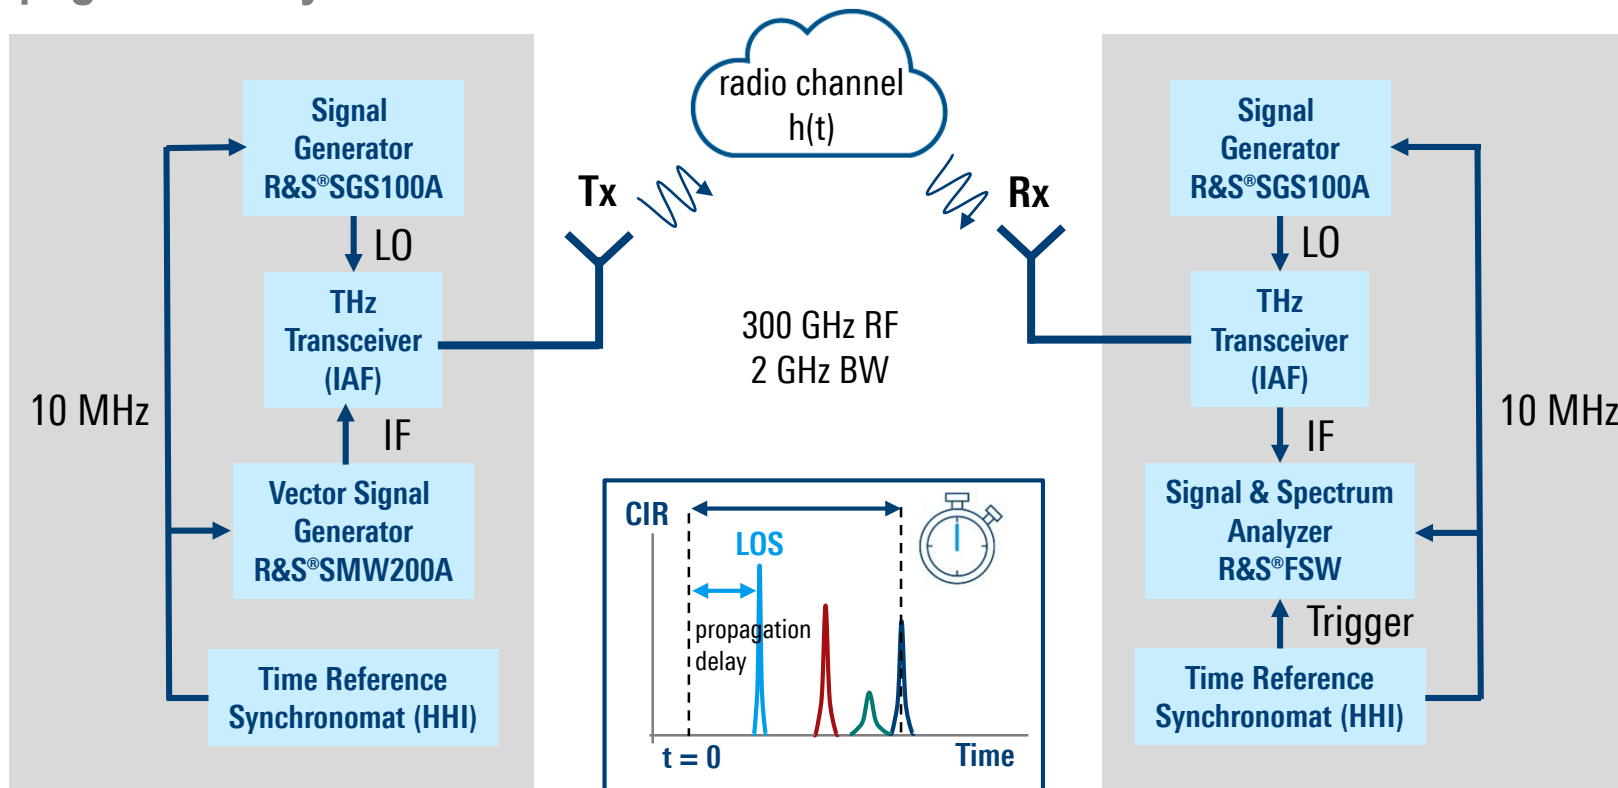 Signal
Generator
R&S®SGS100A
LO
THz
Transceiver
(IAF)
10 MHz
IF
Vector Signal
Generator
R&S®SMW200A
Time Reference
Synchronomat (HHI)
radio channel
h(t)
Tx
Rx
300 GHz RF
2 GHz BW
CIR
LOS
propagation
delay
t = 0
Time
Signal
Generator
R&S®SGS100A
LO
THz
Transceiver
(IAF)
10 MHz
IF
Signal & Spectrum
Analyzer
R&S®FSW
Trigger
Time Reference
Synchronomat (HHI)